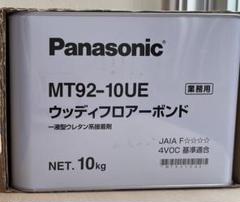 Panasonic
MT92-10UE
業務用
ウッディフロアーボンド
一液型ウレタン系接着剤
JAIA F☆☆☆☆
4VOC 基準適合
NET. 10kg